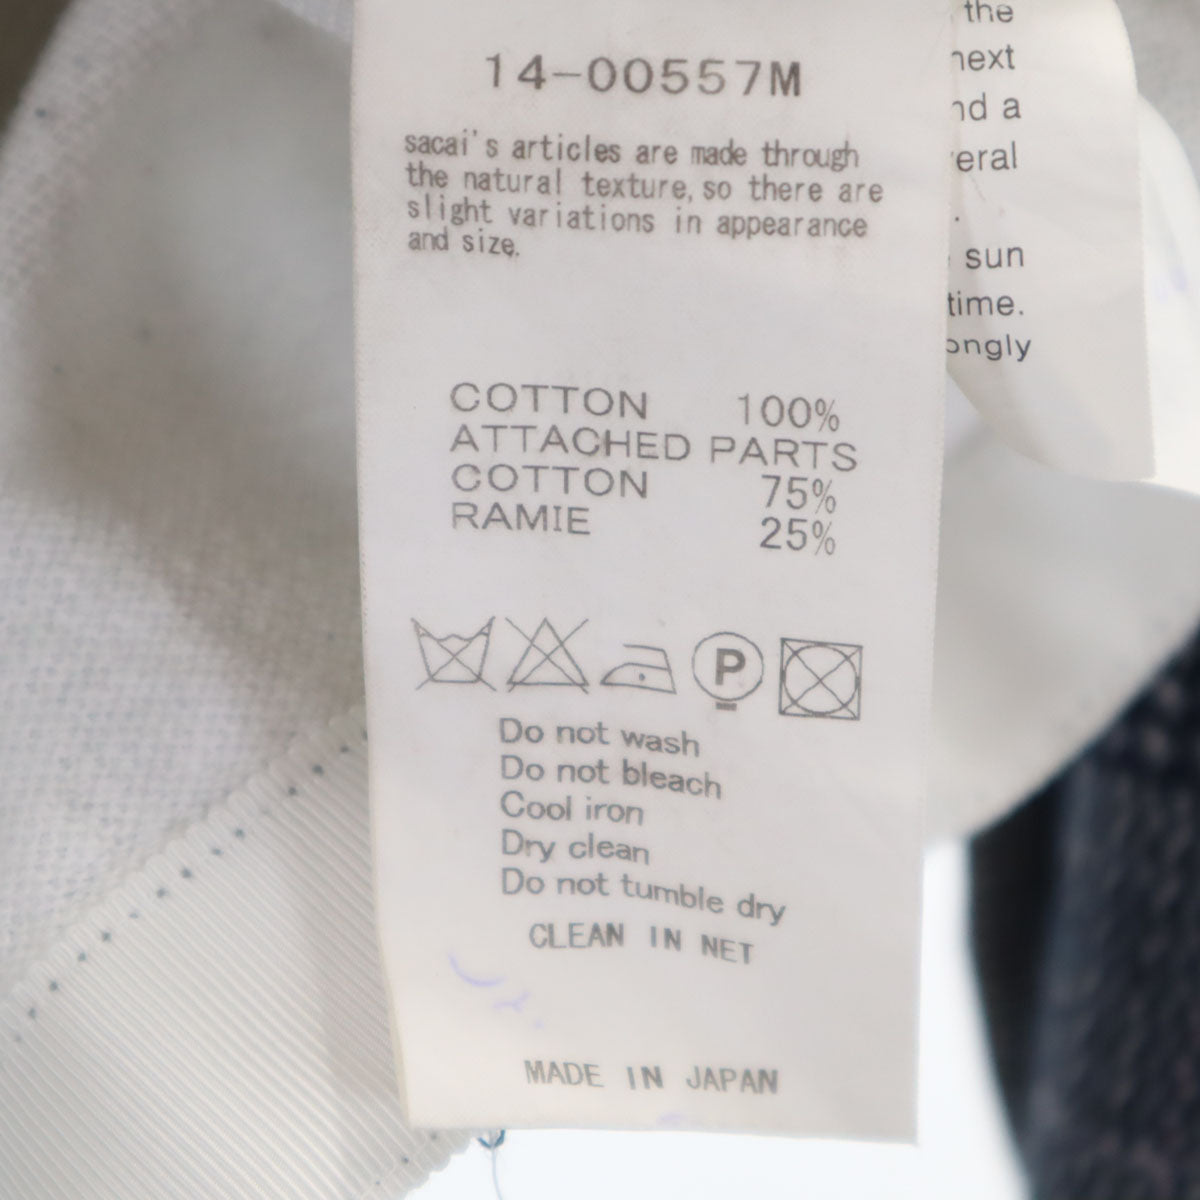 14-00557M
sacai's articles are made through
the natural texture, so there are
slight variations in appearance
and size.
COTTON 100%
ATTACHED PARTS
COTTON 75%
RAMIE 25%
P
Do not wash
Do not bleach
Cool iron
Dry clean
Do not tumble dry
CLEAN IN NET
MADE IN JAPAN
the
next
nd a
eral
.
sun
time.
ongly